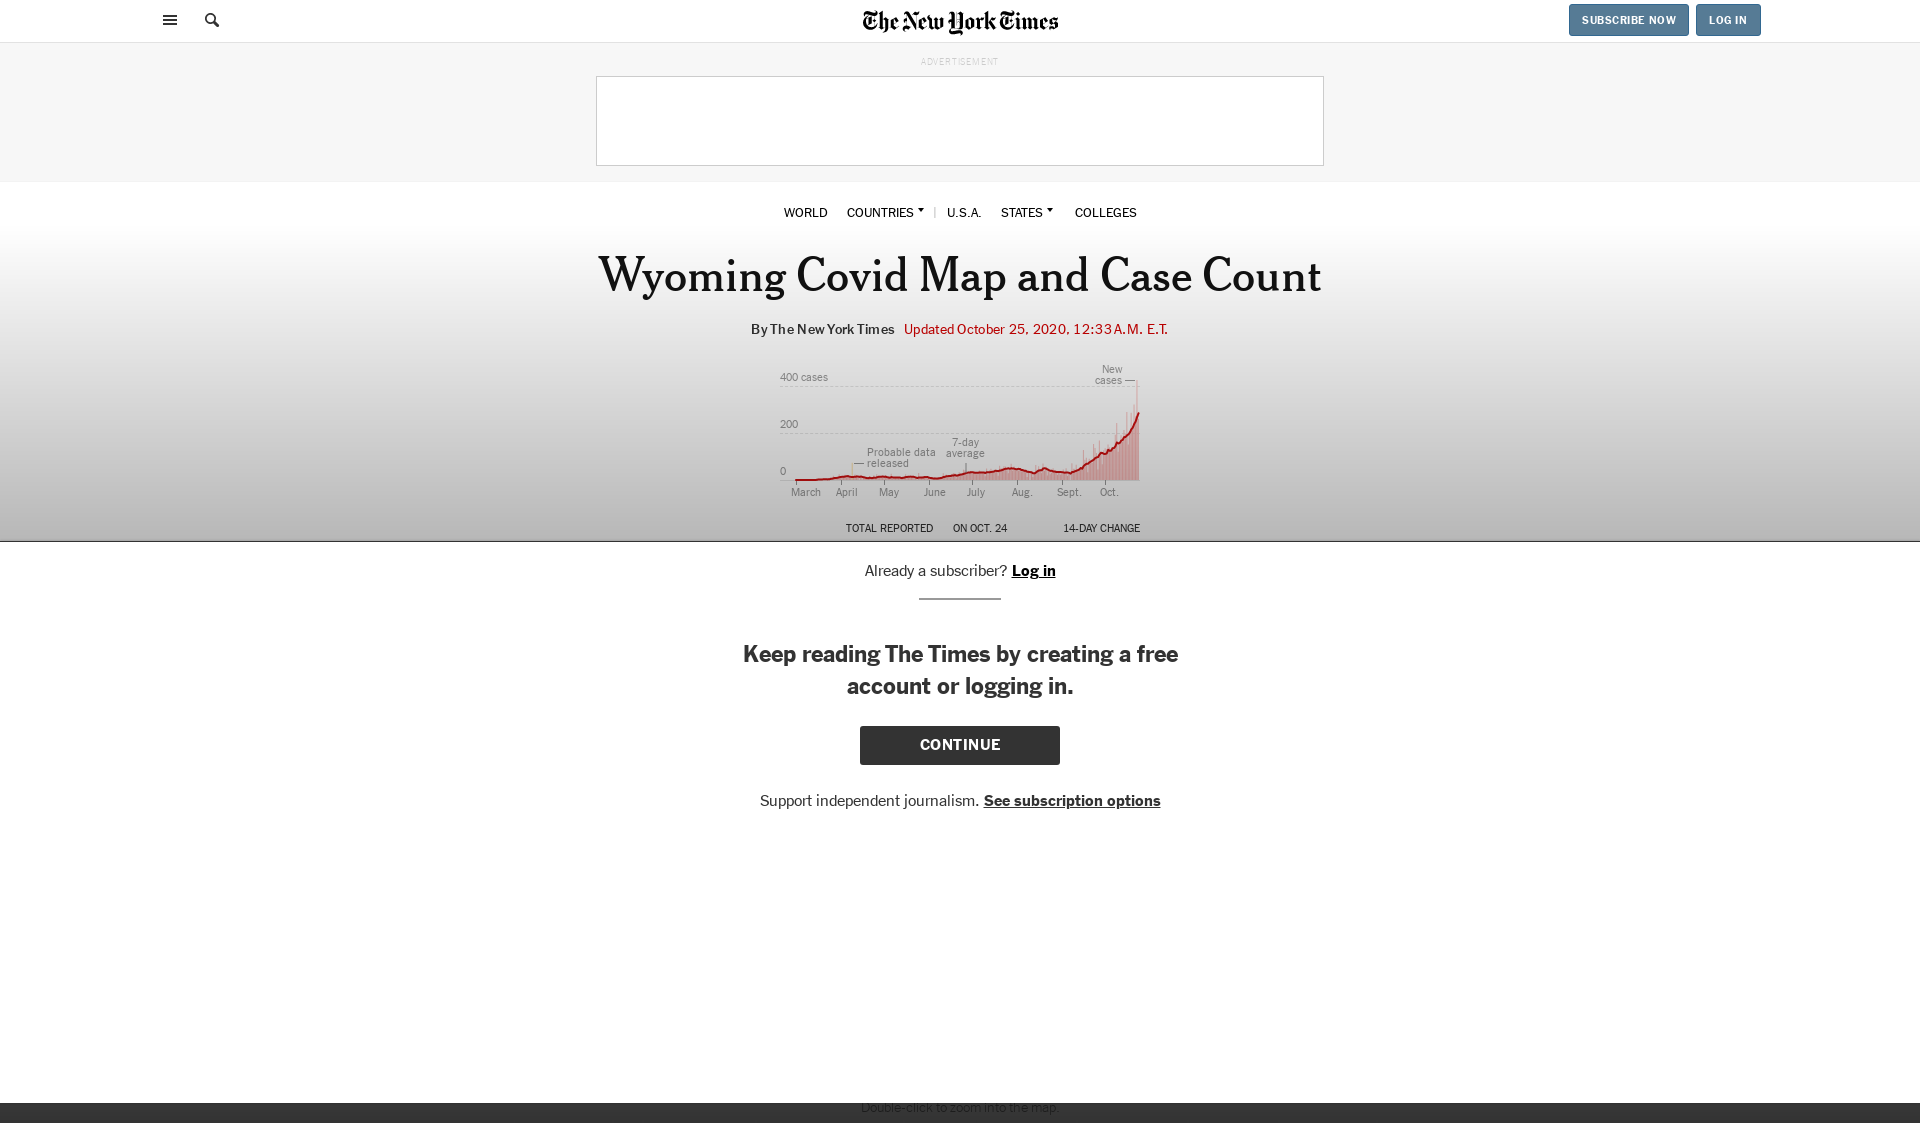 The New York Times
SUBSCRIBE NOW
LOG IN
ADVERTISEMENT
WORLD COUNTRIES U.S.A. STATES COLLEGES
Wyoming Covid Map and Case Count
By The New York Times Updated October 25, 2020, 12:33 A.M. E.T.
New
400 cases
cases
200
7-day
Probable data
average
released
0
March April May June July Aug. Sept. Oct.
TOTAL REPORTED ON OCT. 24 14-DAY CHANGE
Already a subscriber? Log in
Keep reading The Times by creating a free
account or logging in.
CONTINUE
Support independent journalism. See subscription options
Double-click to zoom into the map.